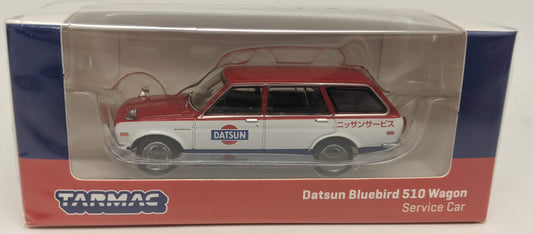 DATSUN
ニッサンサービス
TARMAC
Datsun Bluebird 510 Wagon
Service Car